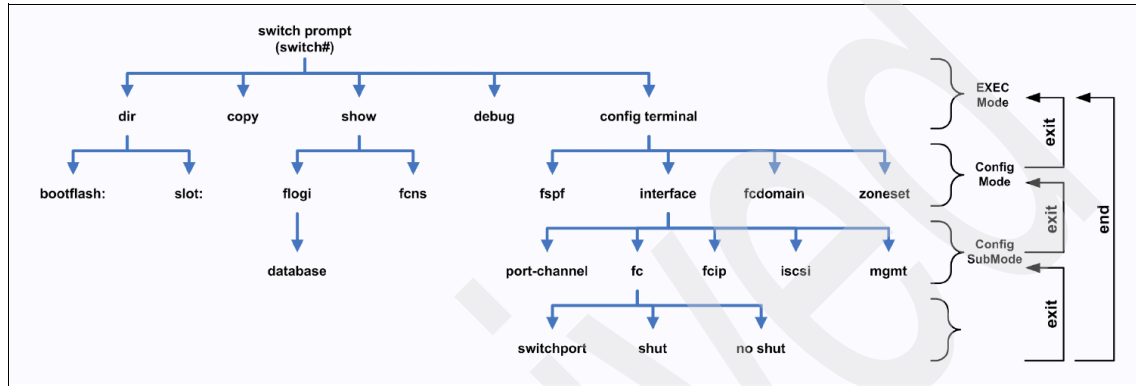 switch prompt
(switch#)
dir copy show debug config terminal
EXEC
Mode
exit
bootflash: slot: flogi fcns fspf interface fcdomain zoneset
Config
Mode
exit
end
database port-channel fc fcip iscsi mgmt
Config
SubMode
exit
switchport shut no shut